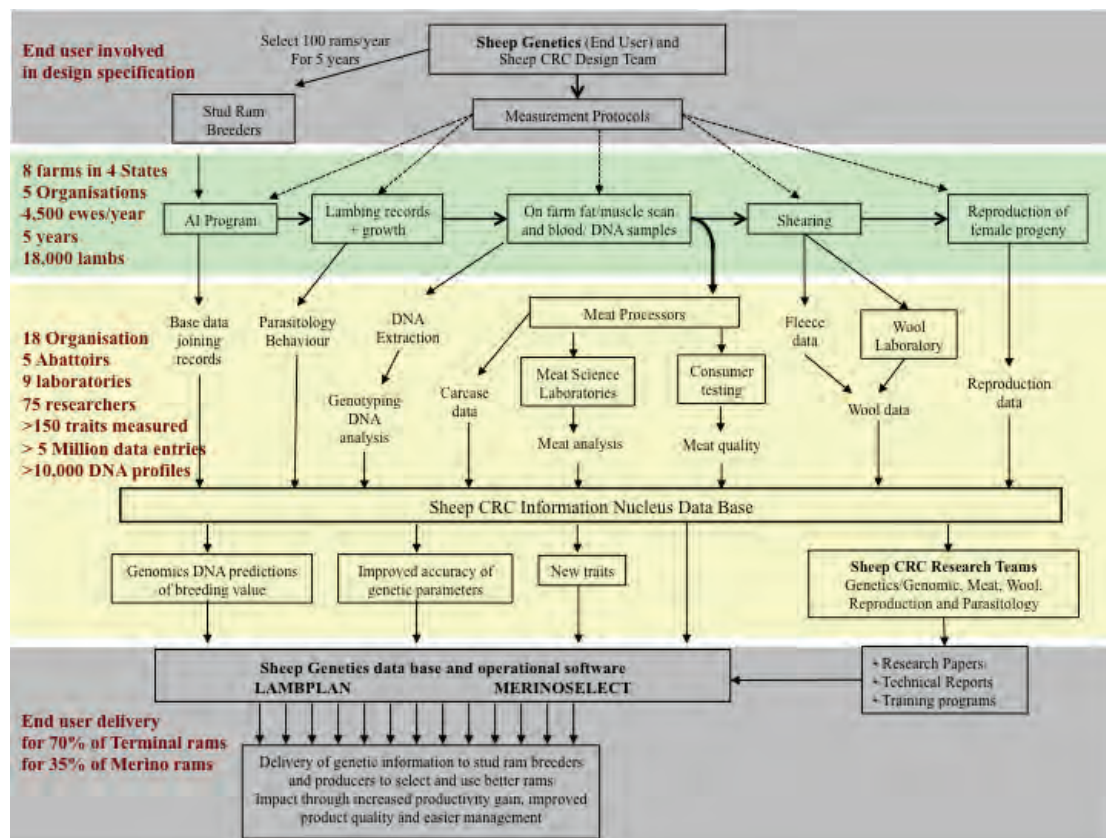 End user involved
in design specification
Select 100 rams/year
For 5 years
Sheep Genetics (End User) and
Sheep CRC Design Team
Stud Ram
Breeders
Measurement Protocols
8 farms in 4 States
5 Organisations
4,500 ewes/year
5 years
18,000 lambs
AI Program
Lambing records
+ growth
On farm fat/muscle scan
and blood/ DNA samples
Shearing
Reproduction of
female progeny
18 Organisation
5 Abattoirs
9 laboratories
75 researchers
>150 traits measured
> 5 Million data entries
>10,000 DNA profiles
Base data
joining
records
Parasitology
Behaviour
DNA
Extraction
Genotyping
DNA
analysis
Meat Processors
Carcase
data
Meat Science
Laboratories
Meat analysis
Consumer
testing
Meat quality
Fleece
data
Wool
Laboratory
Wool data
Reproduction
data
Sheep CRC Information Nucleus Data Base
Genomics DNA predictions
of breeding value
Improved accuracy of
genetic parameters
New traits
Sheep CRC Research Teams
Genetics/Genomic, Meat, Wool.
Reproduction and Parasitology
Sheep Genetics data base and operational software
LAMBPLAN MERINOSELECT
Research Papers
Technical Reports
Training programs
End user delivery
for 70% of Terminal rams
for 35% of Merino rams
Delivery of genetic information to stud ram breeders
and producers to select and use better rams
Impact through increased productivity gain, improved
product quality and easier management